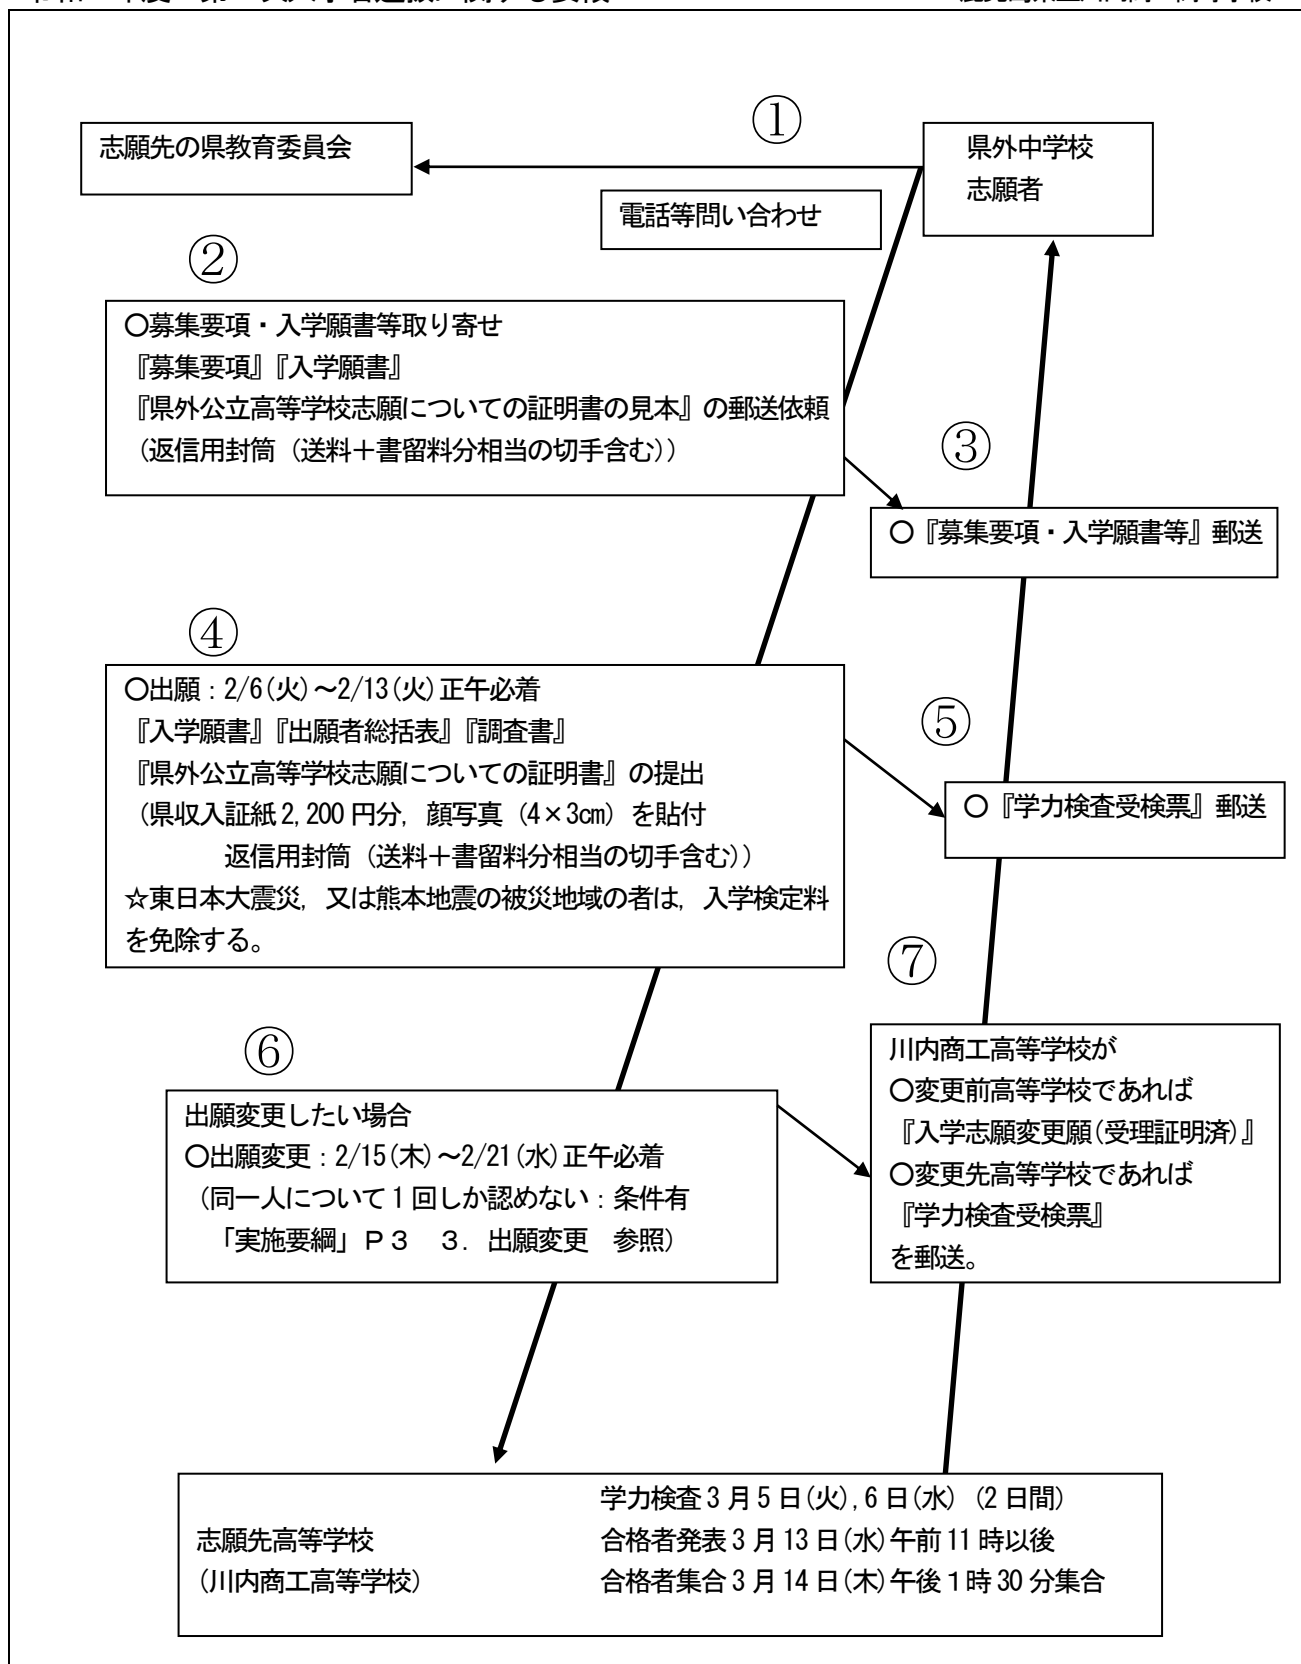 ①
志願先の県教育委員会
県外中学校
志願者
電話等問い合わせ
②
〇募集要項・入学願書等取り寄せ
『募集要項』『入学願書』
『県外公立高等学校志願についての証明書の見本』の郵送依頼
(返信用封筒(送料＋書留料分相当の切手含む))
③
〇『募集要項・入学願書等』郵送
④
〇出願：2/6(火)～2/13(火)正午必着
『入学願書』『出願者総括表』『調査書』
『県外公立高等学校志願についての証明書』の提出
(県収入証紙2,200円分，顔写真(4×3㎝)を貼付
返信用封筒(送料＋書留料分相当の切手含む))
☆東日本大震災，又は熊本地震の被災地域の者は，入学検定料
を免除する。
⑤
〇『学力検査受検票』郵送
⑥
出願変更したい場合
〇出願変更：2/15(木)～2/21(水)正午必着
(同一人について1回しか認めない：条件有
「実施要綱」Ｐ３　３．出願変更　参照)
⑦
川内商工高等学校が
〇変更前高等学校であれば
『入学志願変更願(受理証明済)』
〇変更先高等学校であれば
『学力検査受検票』
を郵送。
学力検査3月5日(火),6日(水)(2日間)
志願先高等学校　合格者発表3月13日(水)午前11時以後
(川内商工高等学校)　合格者集合3月14日(木)午後１時30分集合